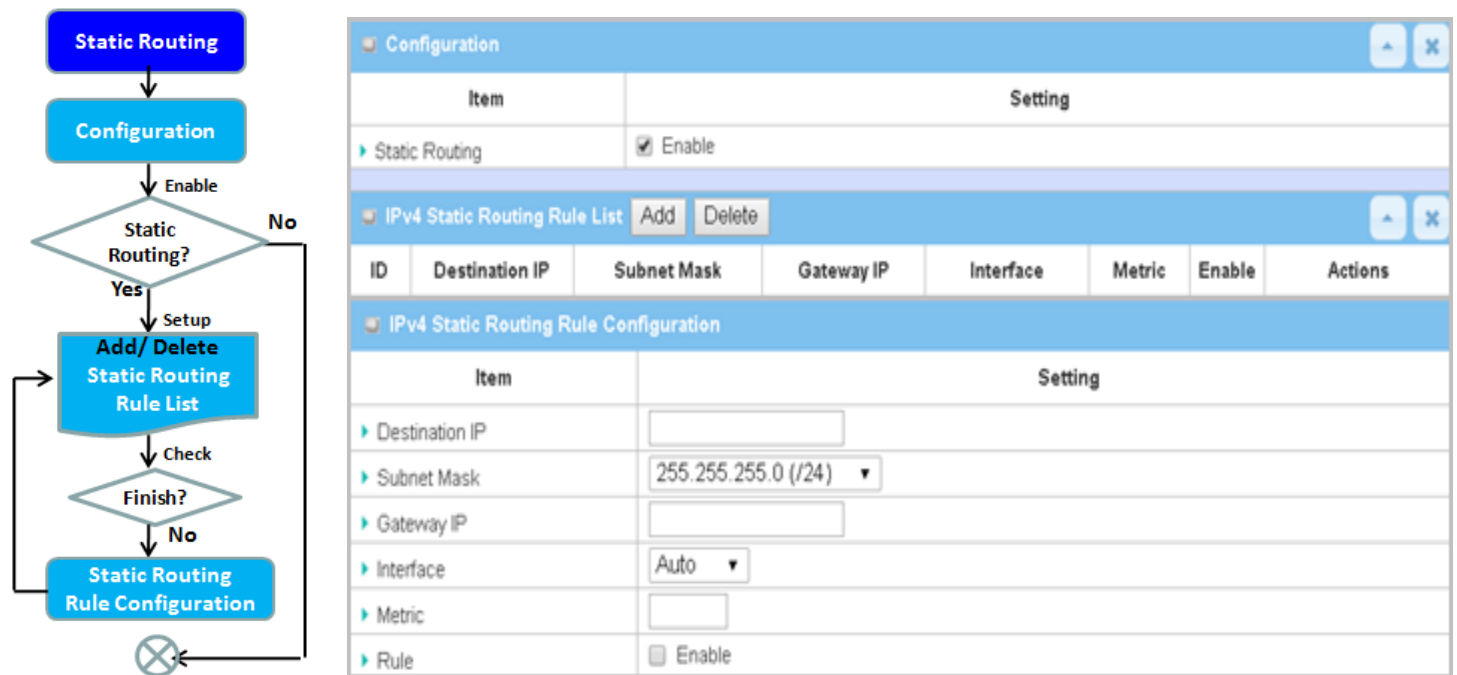 Static Routing
Configuration
Enable
Static
Routing?
No
Yes
Setup
Add/ Delete
Static Routing
Rule List
Check
Finish?
No
Static Routing
Rule Configuration
Configuration
Item Setting
Static Routing Enable
IPv4 Static Routing Rule List Add Delete
ID Destination IP Subnet Mask Gateway IP Interface Metric Enable Actions
IPv4 Static Routing Rule Configuration
Item Setting
Destination IP
Subnet Mask 255.255.255.0 (/24)
Gateway IP
Interface Auto
Metric
Rule Enable